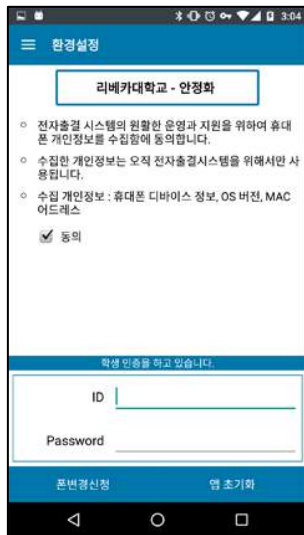 3:04
환경설정
리베카대학교 - 안정화
전자출결 시스템의 원활한 운영과 지원을 위하여 휴대
폰 개인정보를 수집함에 동의합니다.
수집한 개인정보는 오직 전자출결시스템을 위해서만 사
용됩니다.
수집 개인정보 : 휴대폰 디바이스 정보, OS 버전, MAC
어드레스
동의
학생 인증을 하고 있습니다.
ID
Password
폰변경신청
앱 초기화